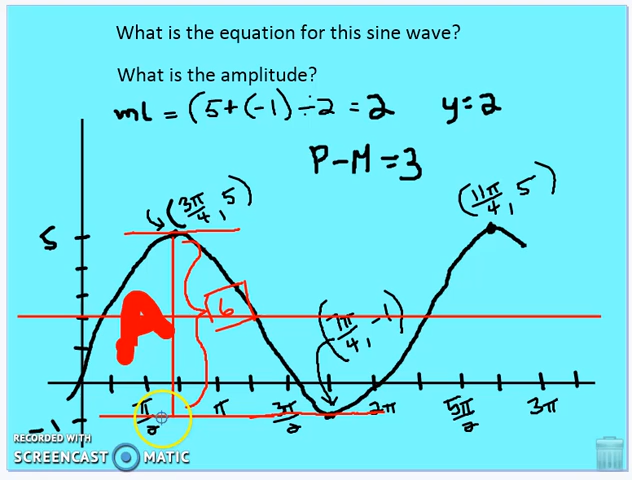 What is the equation for this sine wave?
What is the amplitude?
ml = (5+(-1) ÷2 = 2 y=2
P-M=3
(3π/4, 5) (11π/4, 5)
5
A 6 (7π/4, -1)
π/2 π 3π/2 2π 5π/2 3π
-1
RECORDED WITH
SCREENCAST MATIC